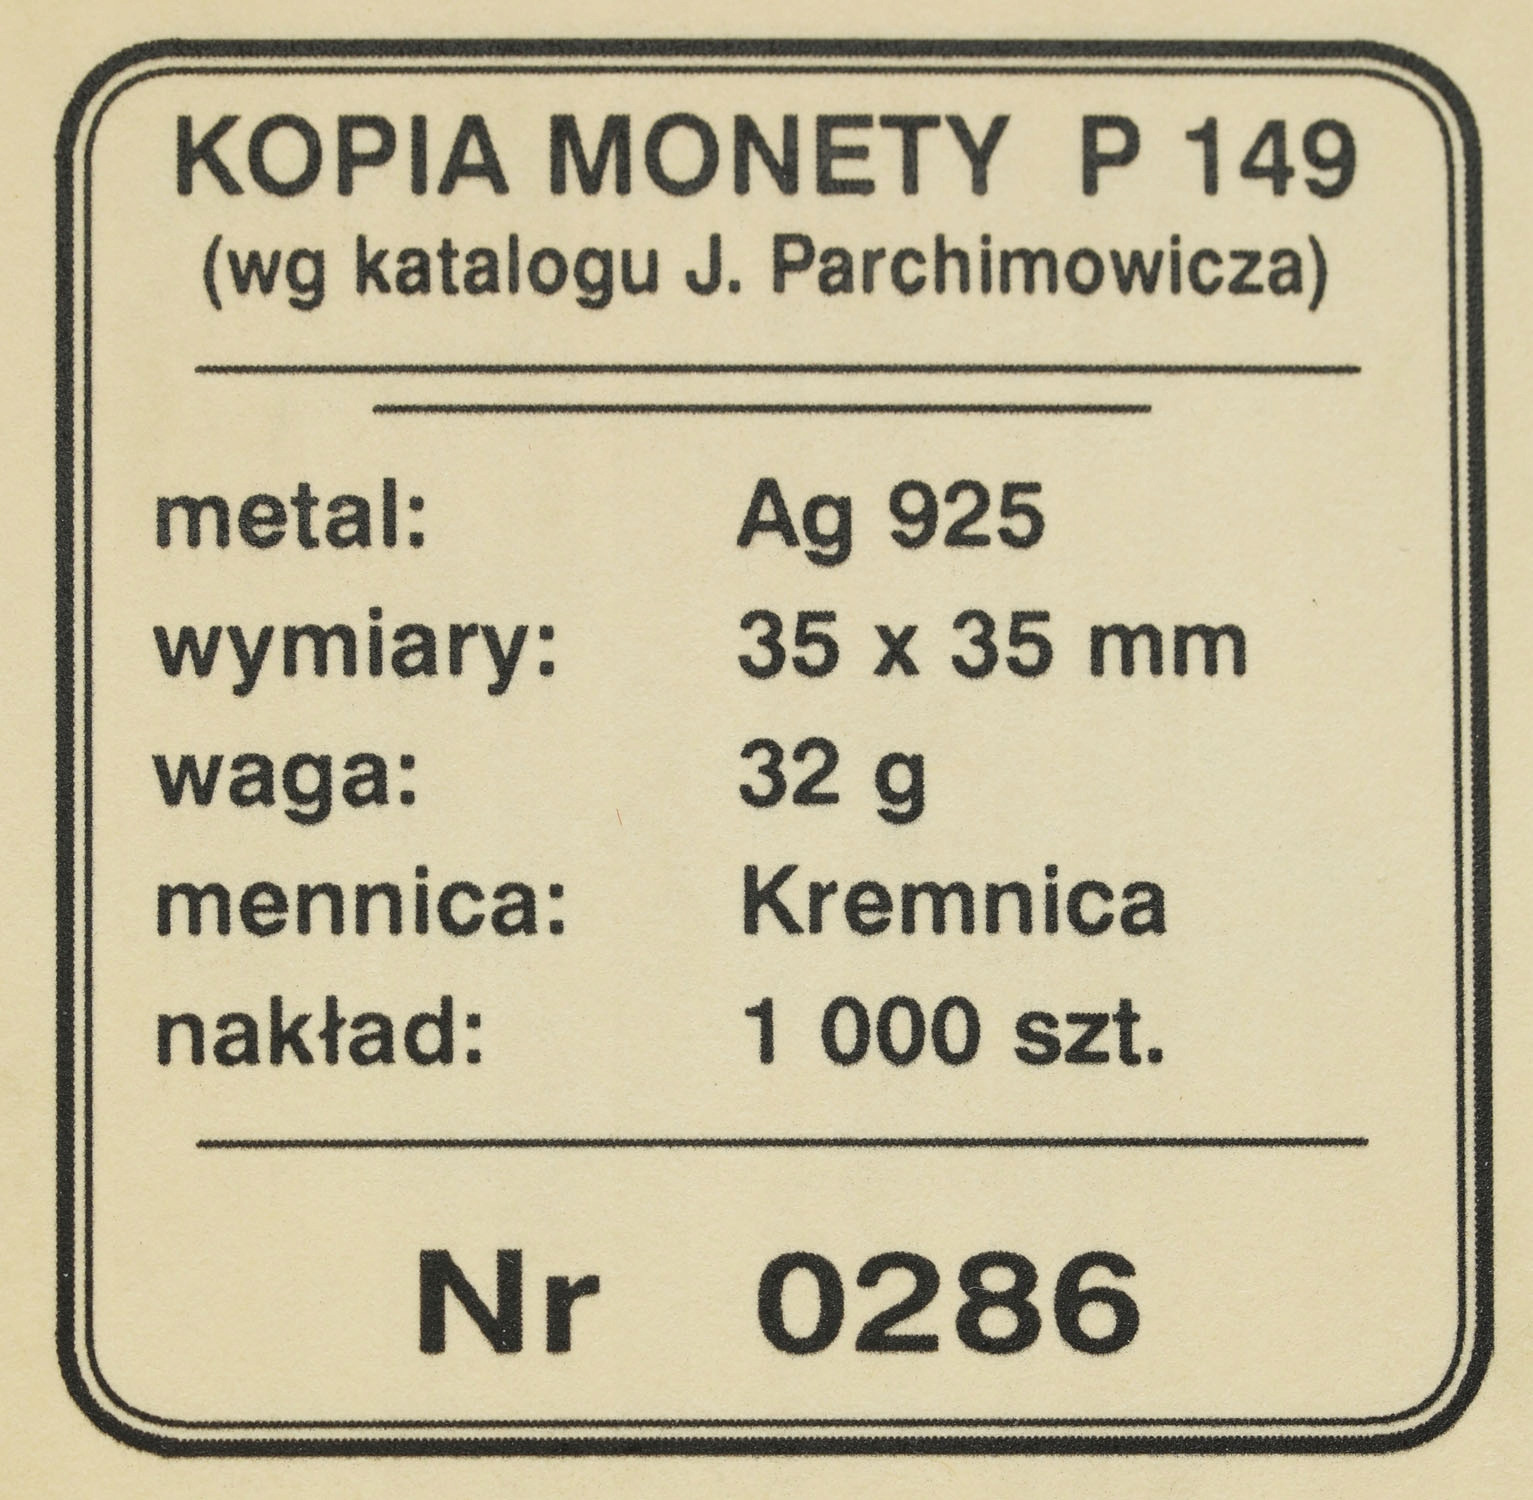 KOPIA MONETY P 149
(wg katalogu J. Parchimowicza)
metal: Ag 925
wymiary: 35 x 35 mm
waga: 32 g
mennica: Kremnica
nakład: 1 000 szt.
Nr 0286